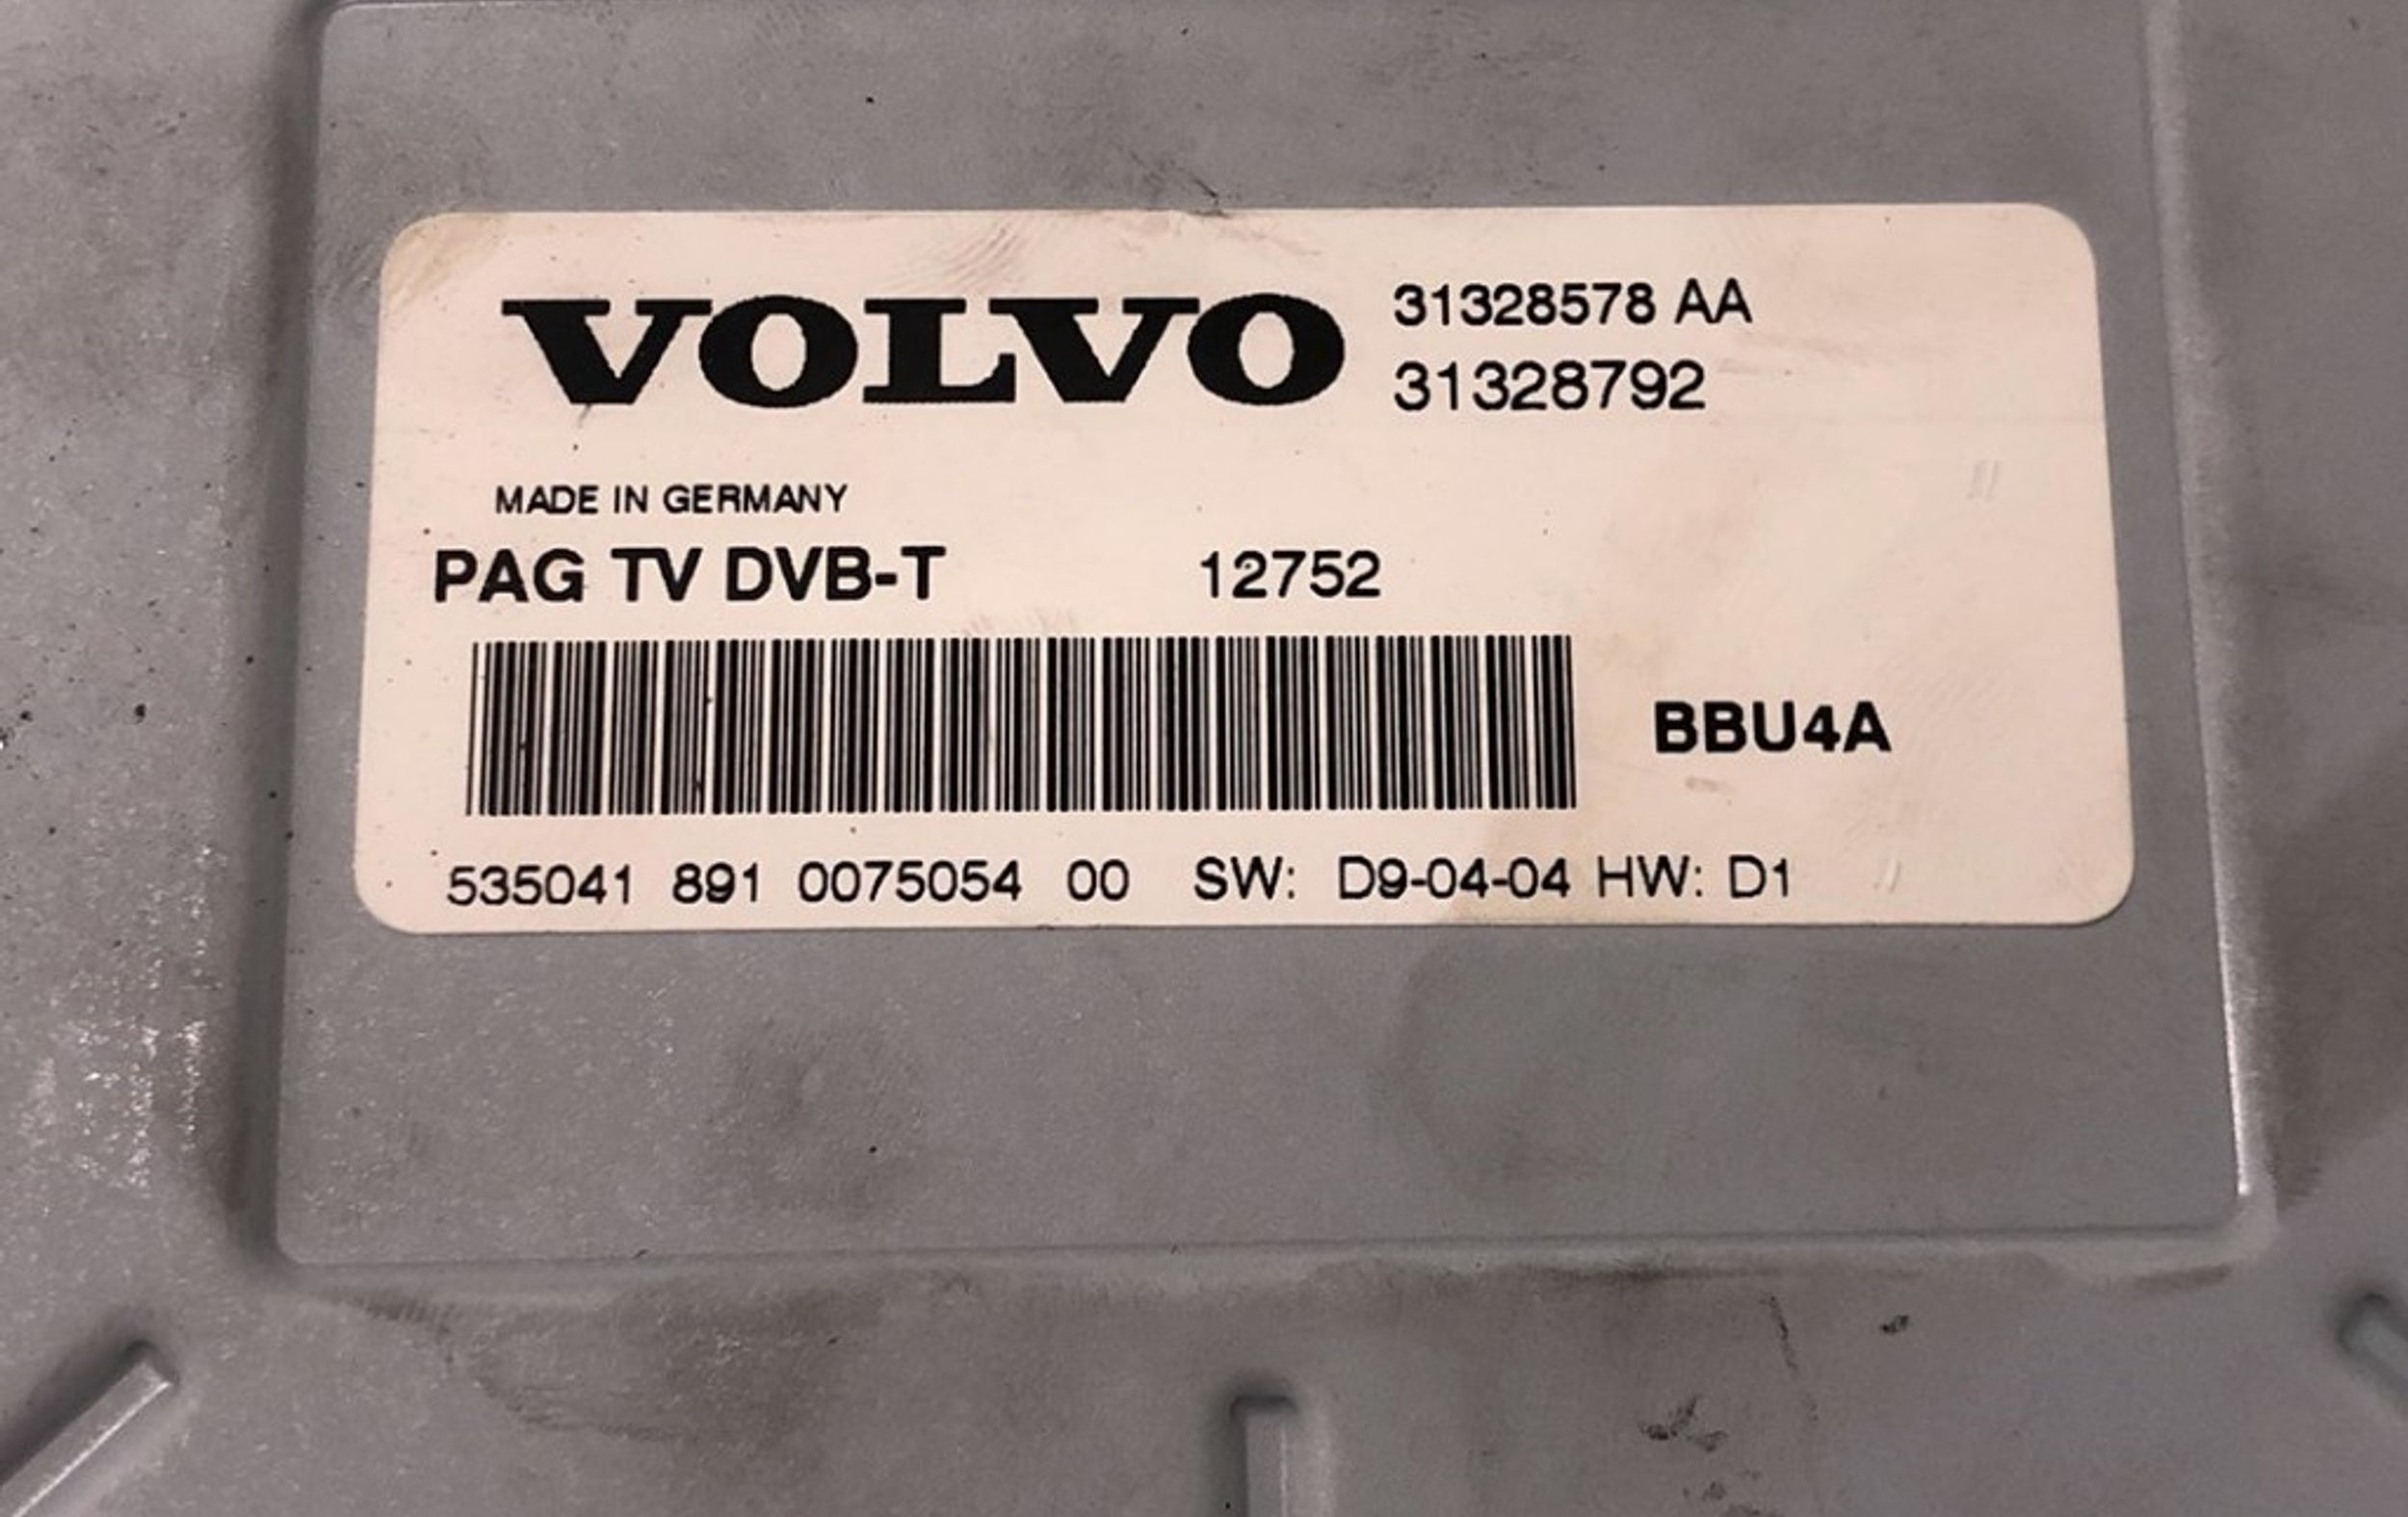 VOLVO 31328578 AA
31328792
MADE IN GERMANY
PAG TV DVB-T 12752
BBU4A
535041 891 0075054 00 SW: D9-04-04 HW: D1